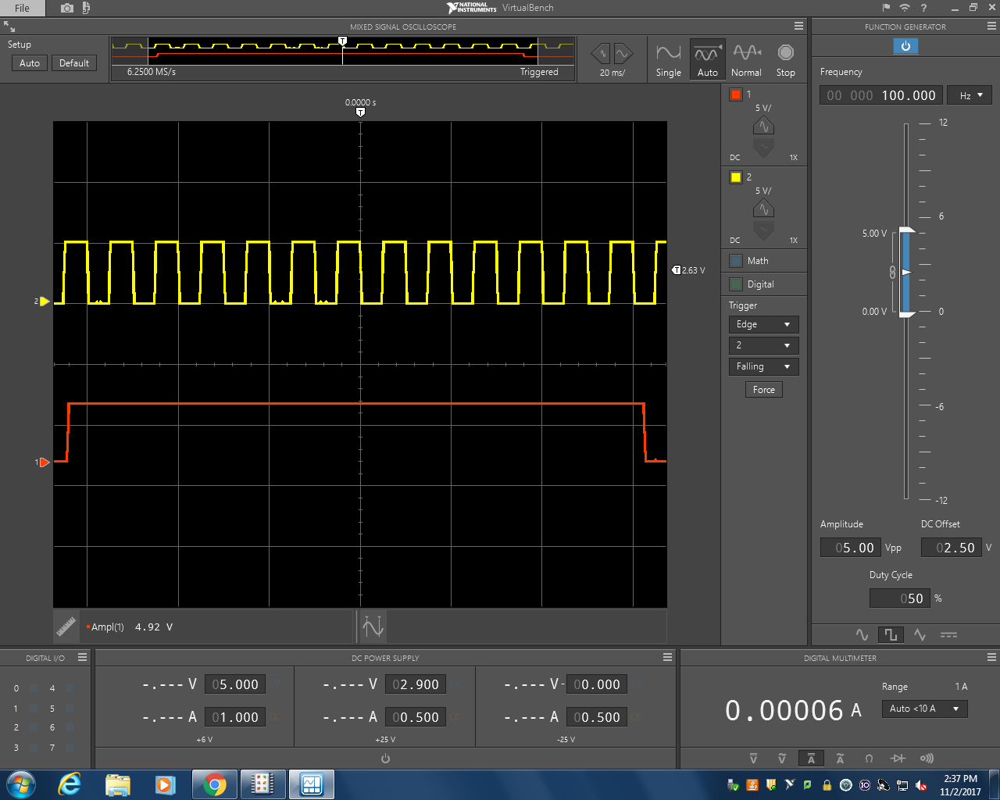 File
NATIONAL INSTRUMENTS VirtualBench
?
MIXED SIGNAL OSCILLOSCOPE
FUNCTION GENERATOR
Setup
Auto Default
T
6.2500 MS/s Triggered
20 ms/
Single Auto Normal Stop
0.0000 s
T
2
1
T 2.63 V
1
5 V/
DC 1X
2
5 V/
DC 1X
Math
Digital
Trigger
Edge
2
Falling
Force
Frequency
00 000 100.000 Hz
12
6
5.00 V
0.00 V 0
-6
-12
Amplitude DC Offset
05.00 Vpp 02.50 V
Duty Cycle
050 %
Ampl(1) 4.92 V
DIGITAL I/O
0 4
1 5
2 6
3 7
DC POWER SUPPLY
-.--- V 05.000 -.--- V 02.900 -.--- V -00.000
-.--- A 01.000 -.--- A 00.500 -.--- A 00.500
+6 V +25 V -25 V
DIGITAL MULTIMETER
Range 1 A
0.00006 A
Auto <10 A
V V A A Ω
2:37 PM
11/2/2017